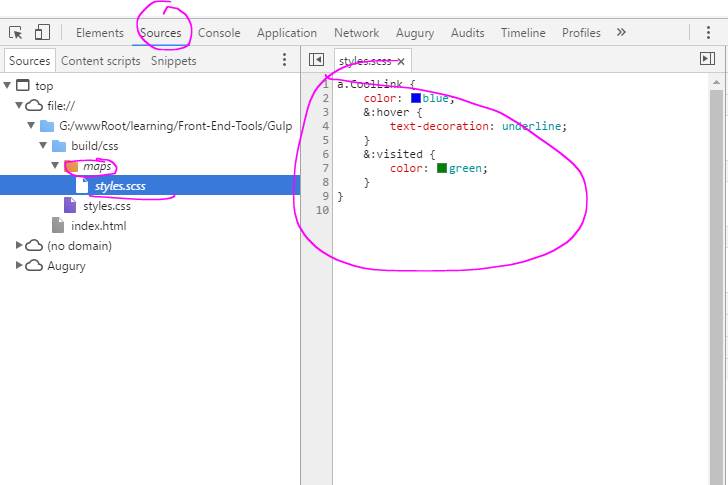 Elements Sources Console Application Network Augury Audits Timeline Profiles »
Sources Content scripts Snippets
styles.scss ×
top
file://
G:/wwwRoot/learning/Front-End-Tools/Gulp
build/css
maps
styles.scss
styles.css
index.html
(no domain)
Augury
1 a.CoolLink {
2 color: blue;
3 &:hover {
4 text-decoration: underline;
5 }
6 &:visited {
7 color: green;
8 }
9 }
10